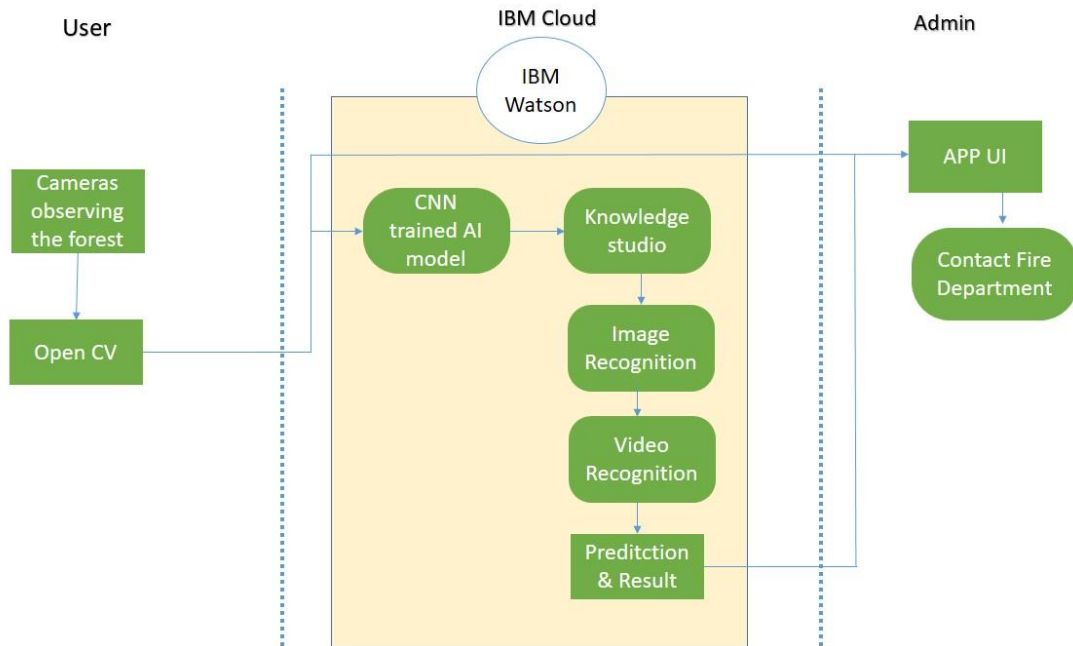 User
IBM Cloud
Admin
IBM
Watson
Cameras
observing
the forest
Open CV
CNN
trained AI
model
Knowledge
studio
Image
Recognition
Video
Recognition
Preditction
& Result
APP UI
Contact Fire
Department